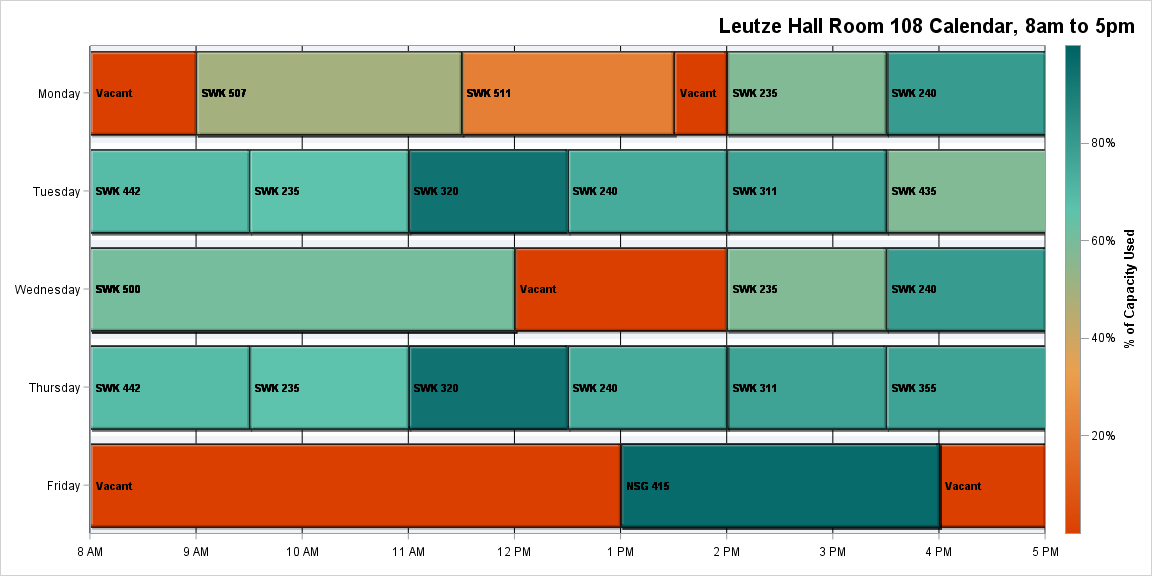 Leutze Hall Room 108 Calendar, 8am to 5pm
Monday
Vacant
SWK 507
SWK 511
Vacant
SWK 235
SWK 240
Tuesday
SWK 442
SWK 235
SWK 320
SWK 240
SWK 311
SWK 435
Wednesday
SWK 500
Vacant
SWK 235
SWK 240
Thursday
SWK 442
SWK 235
SWK 320
SWK 240
SWK 311
SWK 355
Friday
Vacant
NSG 415
Vacant
8 AM
9 AM
10 AM
11 AM
12 PM
1 PM
2 PM
3 PM
4 PM
5 PM
80%
60%
40%
20%
% of Capacity Used